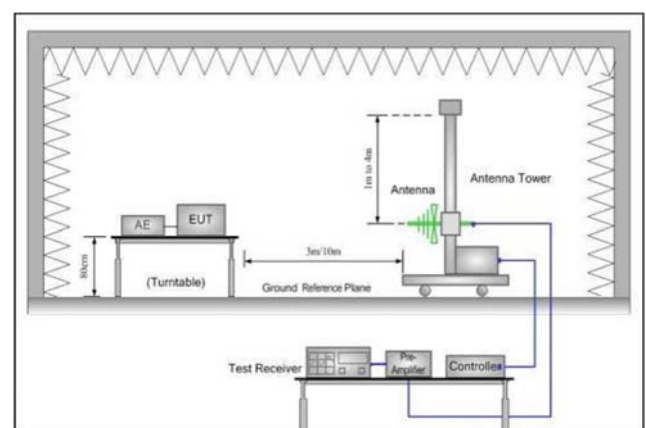 1m to 4m
Antenna
Antenna Tower
AE
EUT
80cm
(Turntable)
3m/10m
Ground Reference Plane
Test Receiver
Pre-
Amplifier
Controller